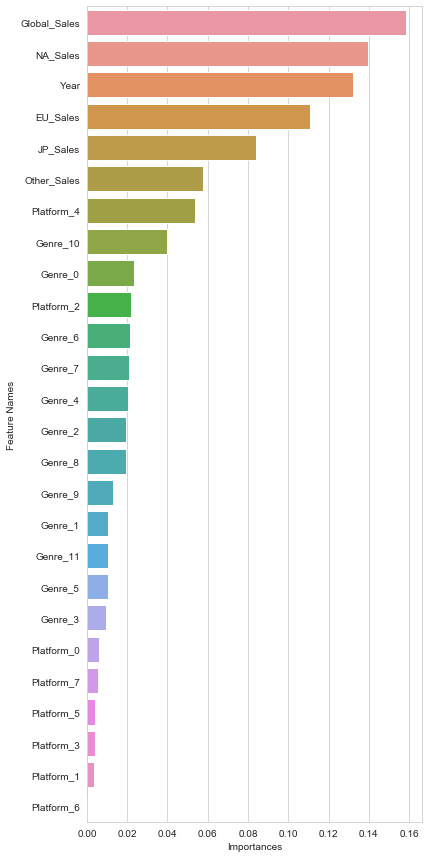 Global_Sales
NA_Sales
Year
EU_Sales
JP_Sales
Other_Sales
Platform_4
Genre_10
Genre_0
Platform_2
Genre_6
Genre_7
Genre_4
Genre_2
Genre_8
Genre_9
Genre_1
Genre_11
Genre_5
Genre_3
Platform_0
Platform_7
Platform_5
Platform_3
Platform_1
Platform_6
Feature Names
0.00 0.02 0.04 0.06 0.08 0.10 0.12 0.14 0.16
Importances